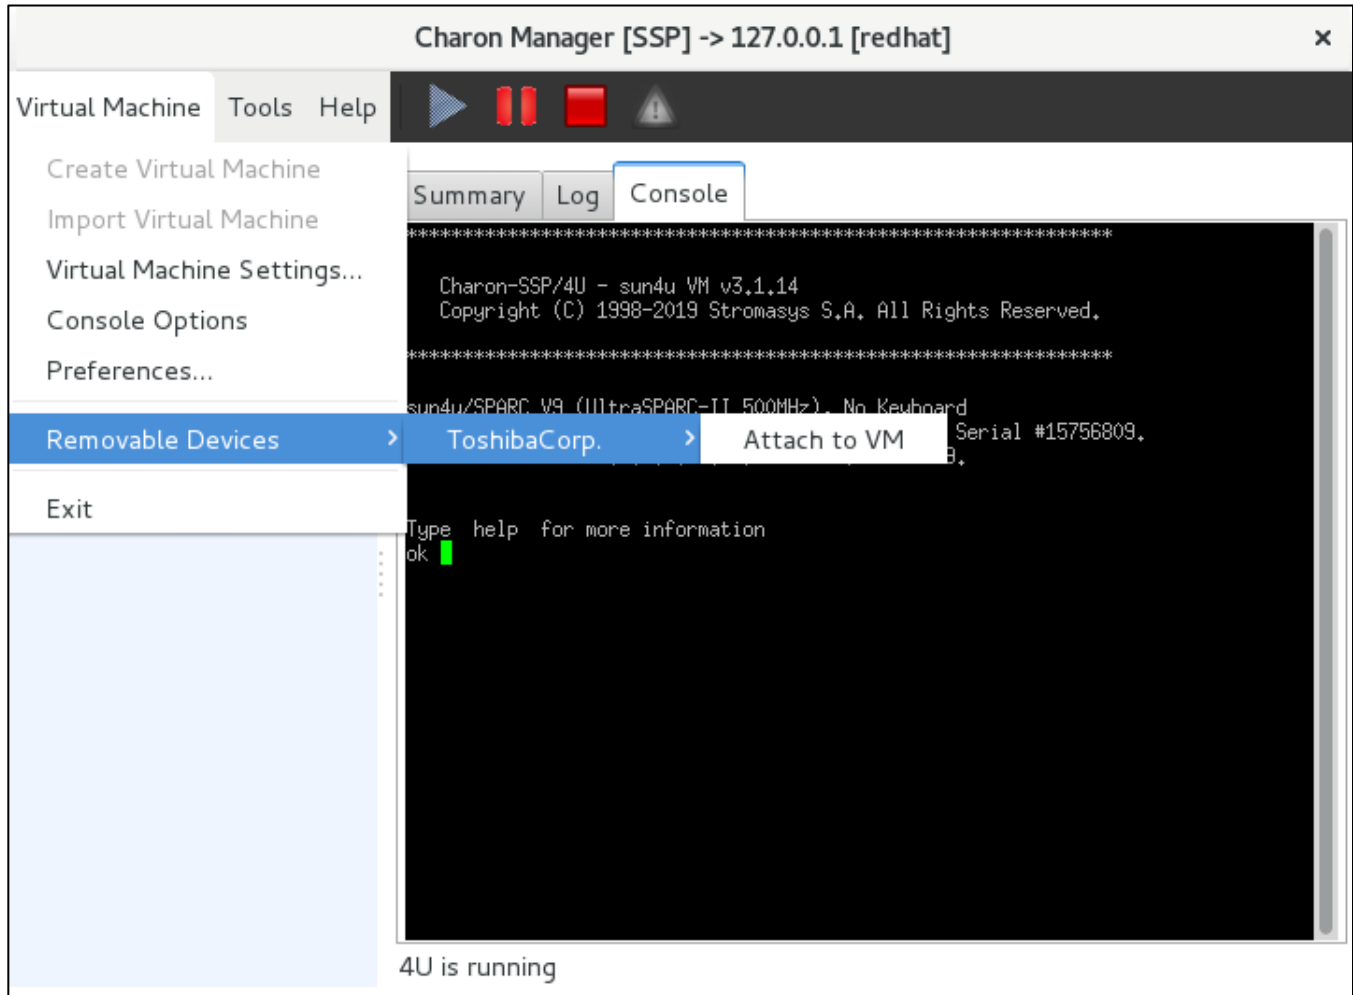 Charon Manager [SSP] -> 127.0.0.1 [redhat]
Virtual Machine Tools Help
Create Virtual Machine
Import Virtual Machine
Virtual Machine Settings...
Console Options
Preferences...
Removable Devices
ToshibaCorp.
Attach to VM
Exit
Summary Log Console
****************************************************************
Charon-SSP/4U - sun4u VM v3.1.14
Copyright (C) 1998-2019 Stromasys S.A. All Rights Reserved.
****************************************************************
sun4u/SPARC V9 (UltraSPARC-II 500MHz), No Keyboard
Serial #15756809.
Type help for more information
ok
4U is running